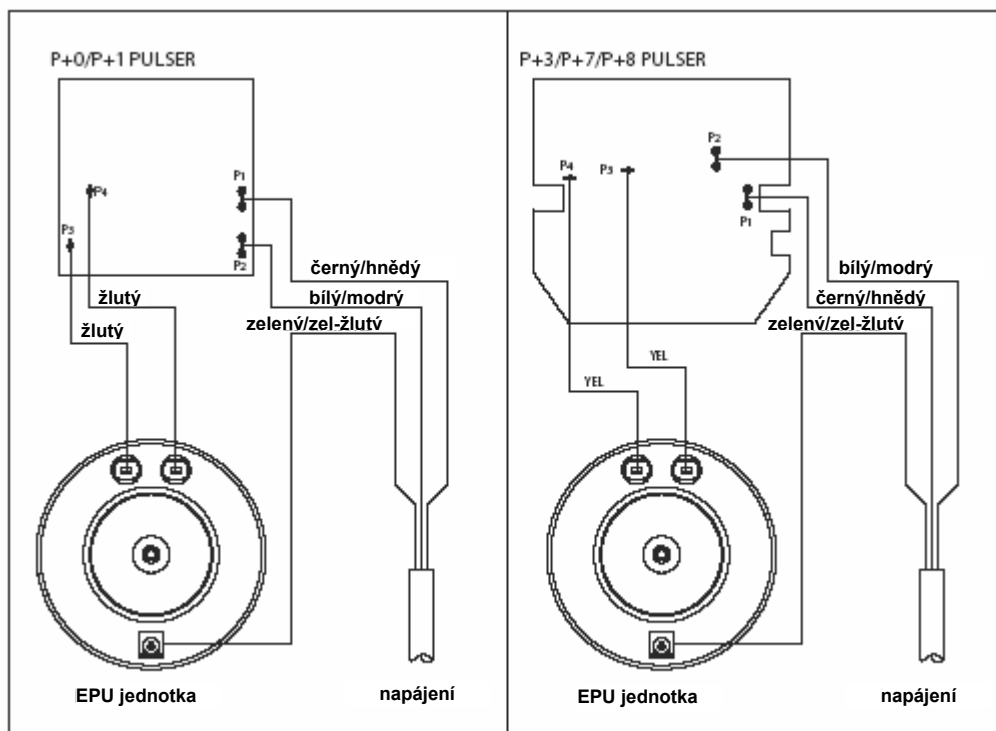 P+0/P+1 PULSER
P4
P1
P3
P2
černý/hnědý
žlutý
bílý/modrý
žlutý
zelený/zel-žlutý
EPU jednotka
napájení
P+3/P+7/P+8 PULSER
P2
P4
P3
P1
bílý/modrý
černý/hnědý
zelený/zel-žlutý
YEL
YEL
EPU jednotka
napájení